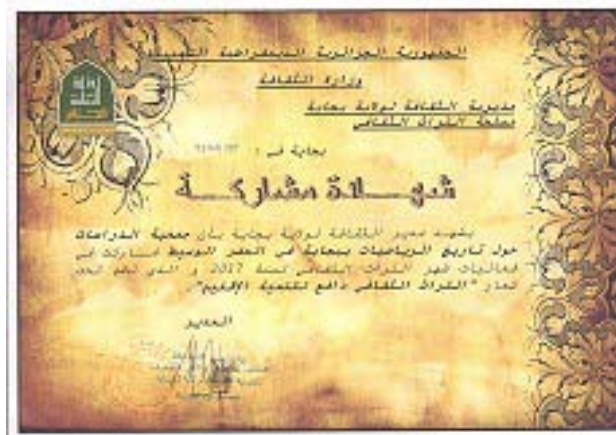 الجمهورية الجزائرية الديمقراطية الشعبية
وزارة الثقافة
مديرية الثقافة لولاية بجاية
مصلحة التراث الثقافي
بجاية في :
شهادة مشاركة
يشهد مدير الثقافة لولاية بجاية بأن جمعية الدراسات
حول تاريخ الرياضيات ببجاية في العصر الوسيط شاركت في
فعاليات شهر التراث الثقافي لسنة 2017 و الذي نظم تحت
شعار "التراث الثقافي دافع لتنمية الإقليم".
المدير